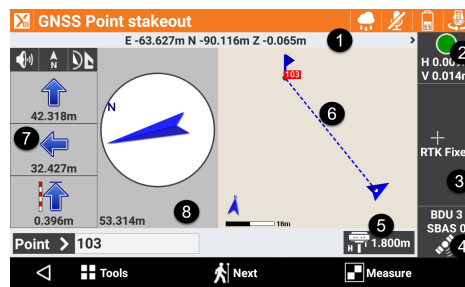 GNSS Point stakeout
E -63.627m N -90.116m Z -0.065m
1
>
2
H 0.00
V 0.014m
N
42.318m
103
6
7
32.427m
RTK Fixe
3
0.396m
53.314m
8
18m
5
BDU 3
SBAS 0
4
Point > 103
H T 1.800m
Tools
Next
Measure